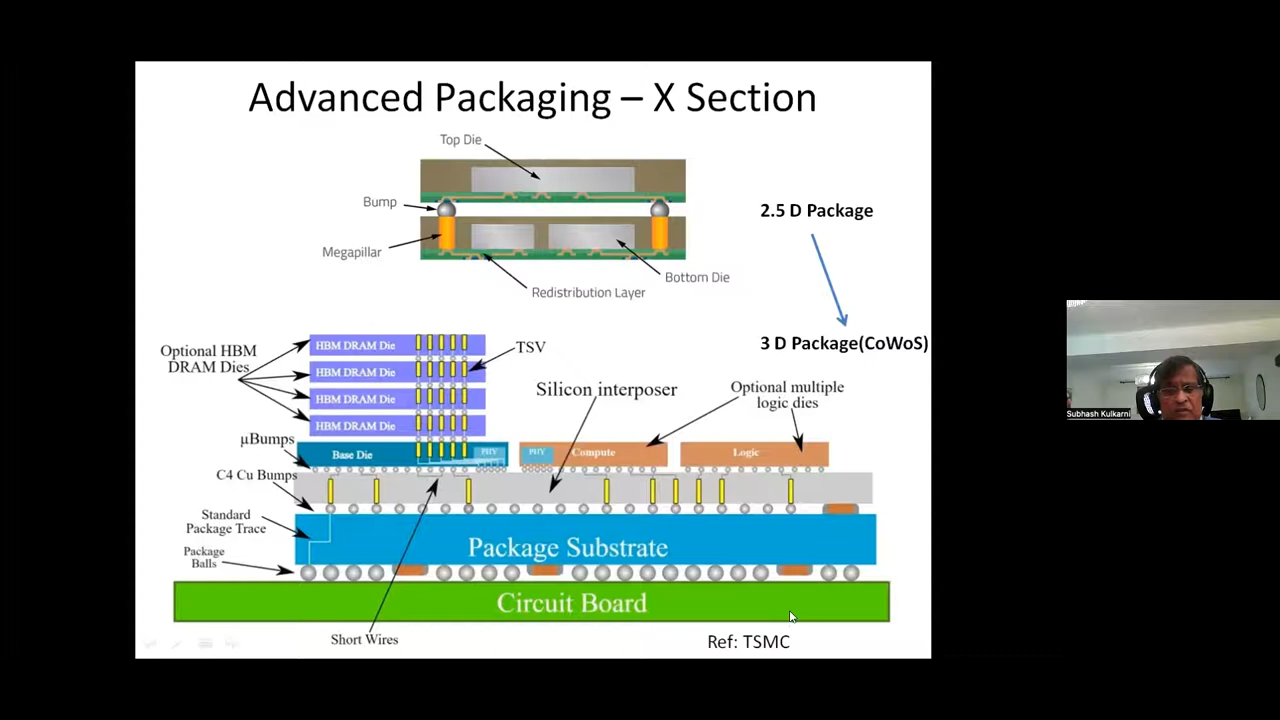 Advanced Packaging – X Section
Top Die
Bump
Megapillar
Bottom Die
Redistribution Layer
2.5 D Package
3 D Package(CoWoS)
Optional HBM
DRAM Dies
HBM DRAM Die
HBM DRAM Die
HBM DRAM Die
HBM DRAM Die
TSV
Silicon interposer
Optional multiple
logic dies
µBumps
Base Die
PHY
PHY
Compute
Logic
C4 Cu Bumps
Standard
Package Trace
Package
Balls
Package Substrate
Circuit Board
Short Wires
Ref: TSMC
Subhash Kulkarni